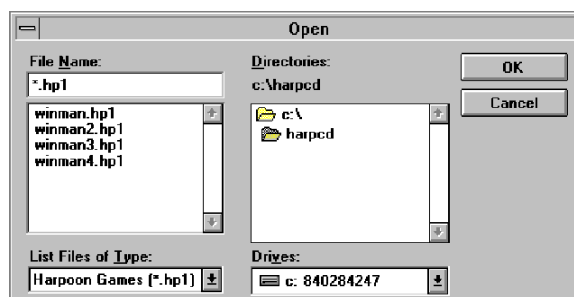 Open
File Name:
*.hp1
winman.hp1
winman2.hp1
winman3.hp1
winman4.hp1
List Files of Type:
Harpoon Games (*.hp1)
Directories:
c:\harpcd
c:\
harpcd
Drives:
c: 840284247
OK
Cancel